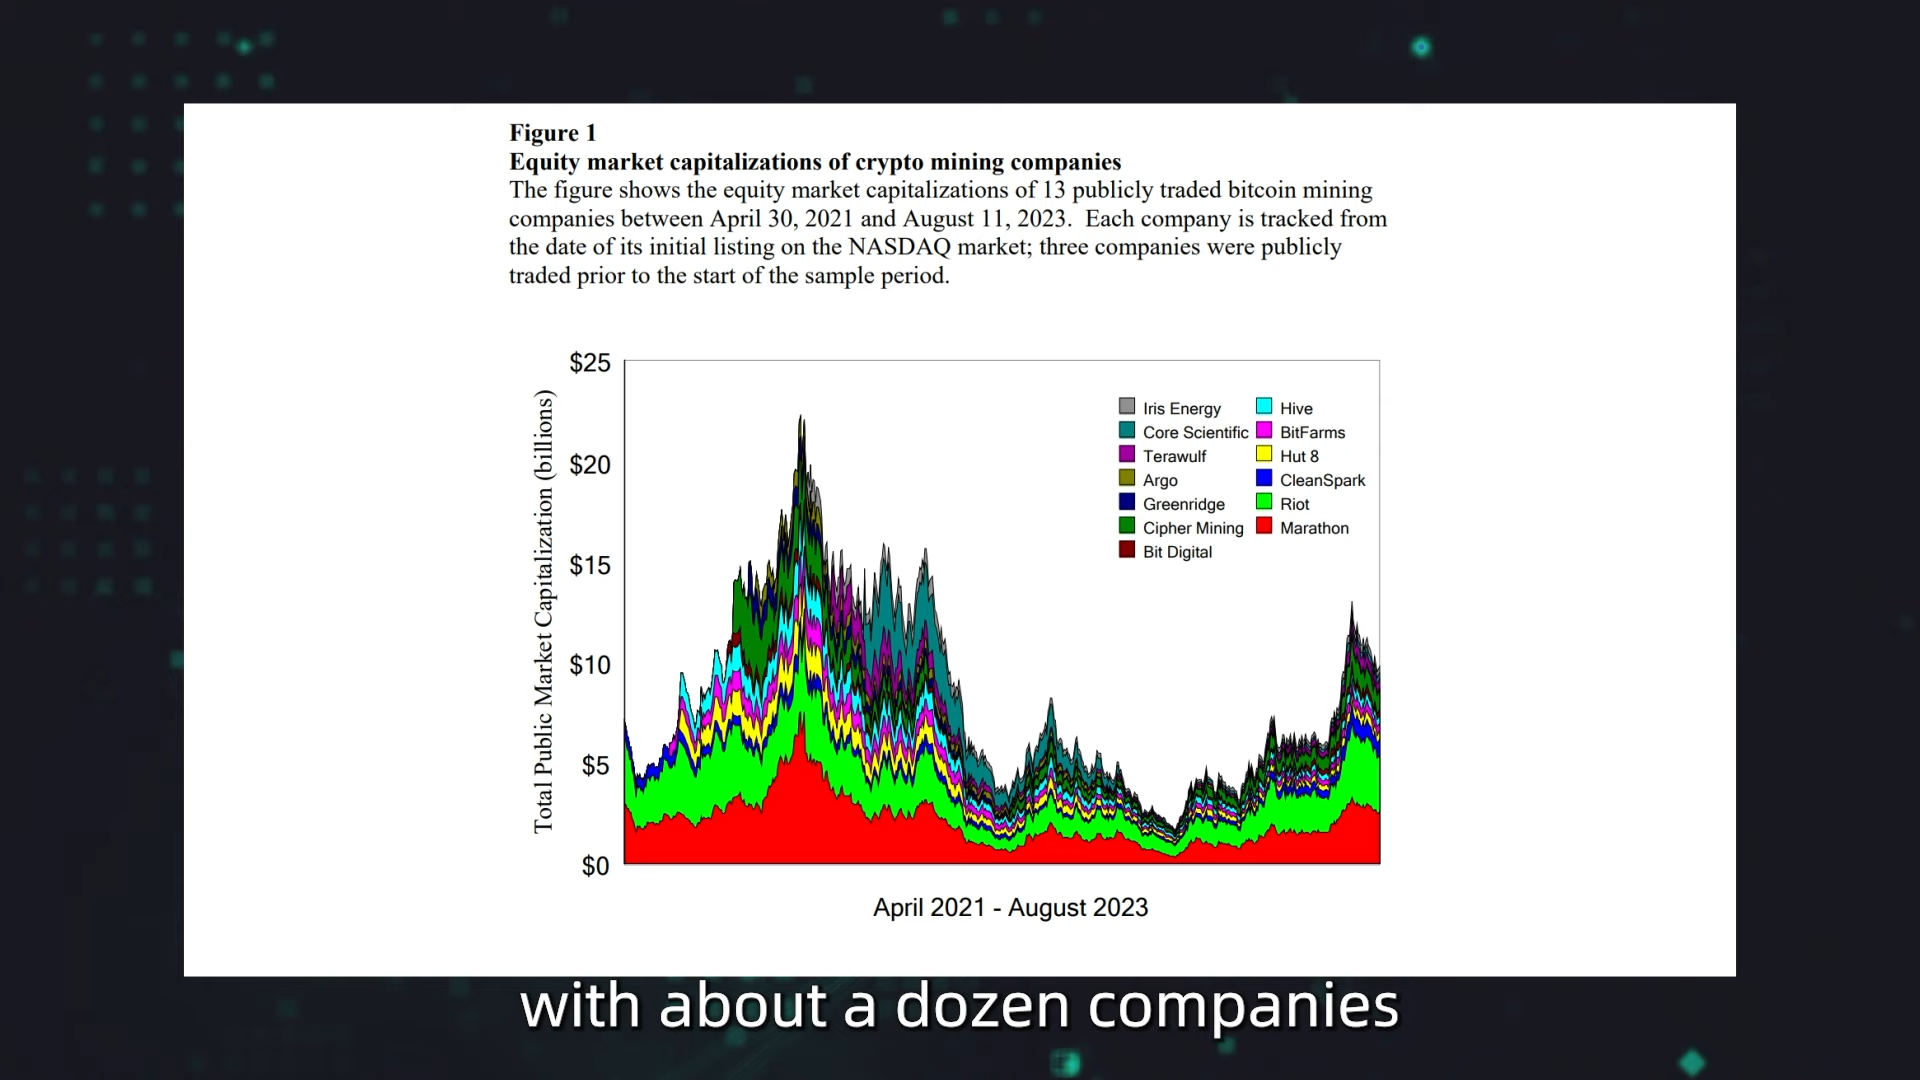 Figure 1
Equity market capitalizations of crypto mining companies
The figure shows the equity market capitalizations of 13 publicly traded bitcoin mining
companies between April 30, 2021 and August 11, 2023.  Each company is tracked from
the date of its initial listing on the NASDAQ market; three companies were publicly
traded prior to the start of the sample period.
Total Public Market Capitalization (billions)
$25
$20
$15
$10
$5
$0
Iris Energy
Core Scientific
Terawulf
Argo
Greenridge
Cipher Mining
Bit Digital
Hive
BitFarms
Hut 8
CleanSpark
Riot
Marathon
April 2021 - August 2023
with about a dozen companies